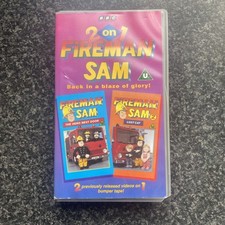 BBC
2 on 1
FIREMAN
SAM
Back in a blaze of glory!
U
FIREMAN
SAM
FIREMAN
SAM
2 previously released videos on 1
bumper tape!